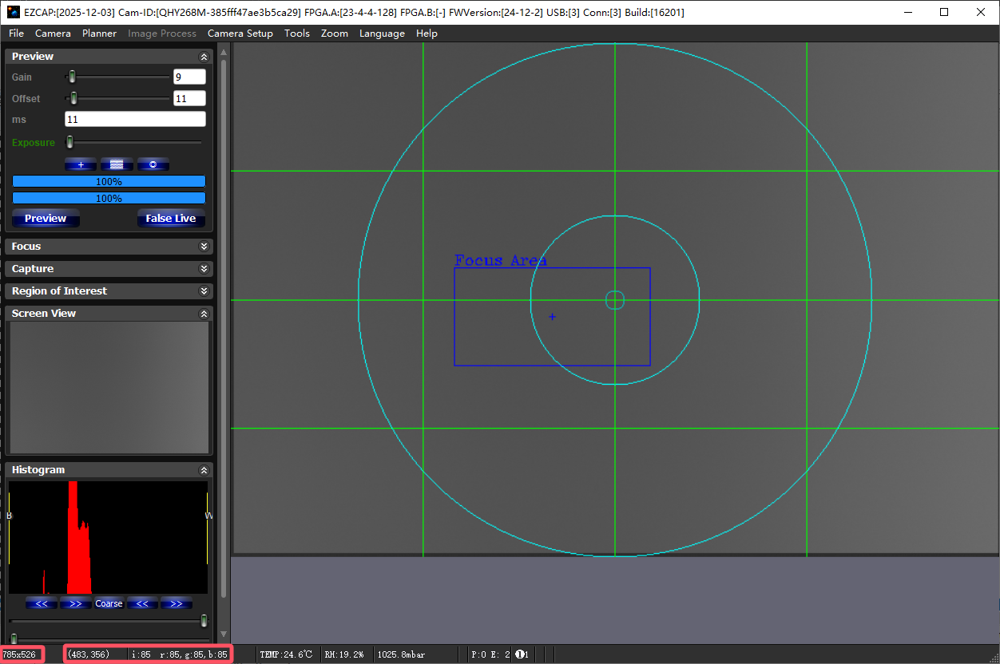 EZCAP:[2025-12-03] Cam-ID:[QHY268M-385fff47ae3b5ca29] FPGA.A:[23-4-4-128] FPGA.B:[-] FWVersion:[24-12-2] USB:[3] Conn:[3] Build:[16201]
File Camera Planner Image Process Camera Setup Tools Zoom Language Help
Preview
Gain 9
Offset 11
ms 11
Exposure
100%
100%
Preview False Live
Focus
Capture
Region of Interest
Screen View
Focus Area
Histogram
B W
<< >> Coarse << >>
785x526 (483,356) i:85 r:85,g:85,b:85 TEMP:24.6℃ RH:19.2% 1025.8mbar P:0 E: 2 1